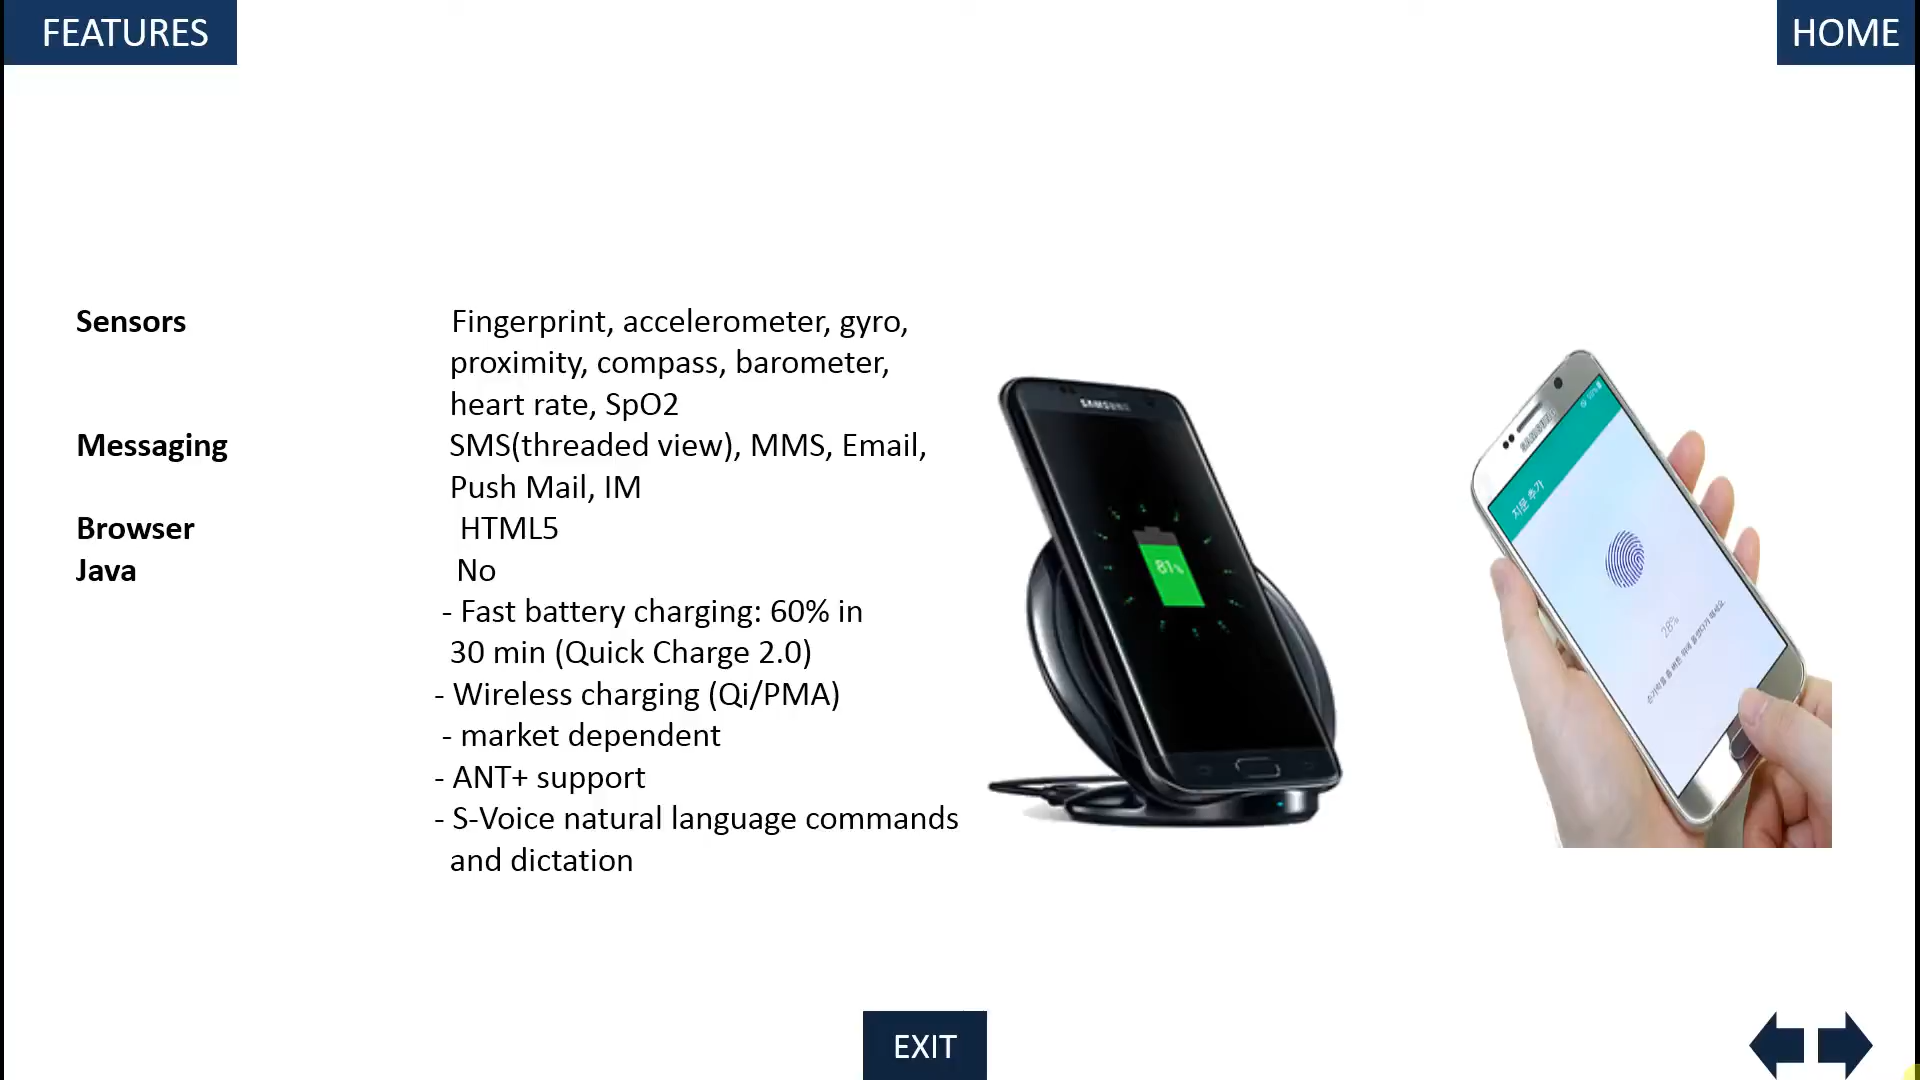 FEATURES
HOME
Sensors Fingerprint, accelerometer, gyro,
proximity, compass, barometer,
heart rate, SpO2
Messaging SMS(threaded view), MMS, Email,
Push Mail, IM
Browser HTML5
Java No
- Fast battery charging: 60% in
30 min (Quick Charge 2.0)
- Wireless charging (Qi/PMA)
- market dependent
- ANT+ support
- S-Voice natural language commands
and dictation
SAMSUNG
81%
SAMSUNG
지문 추가
28%
EXIT